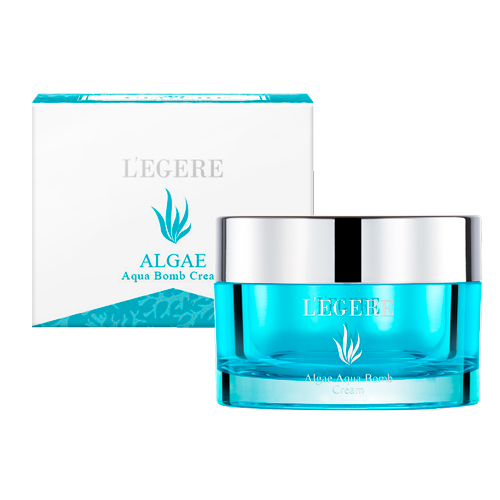 L'EGERE
ALGAE
Aqua Bomb Crea
L'EGERE
Algae Aqua Bomb
Cream